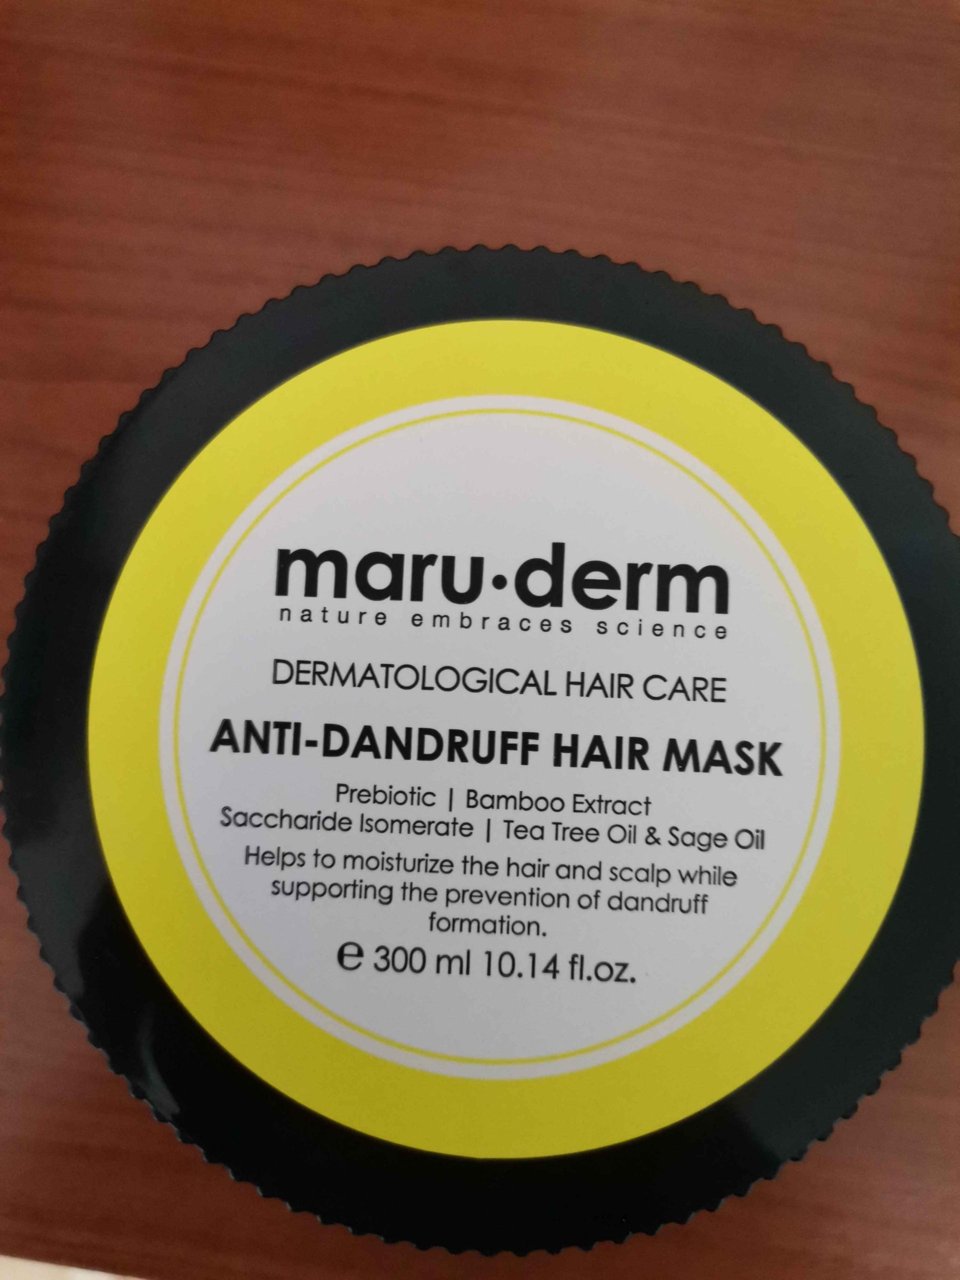 maru·derm
nature embraces science
DERMATOLOGICAL HAIR CARE
ANTI-DANDRUFF HAIR MASK
Prebiotic | Bamboo Extract
Saccharide Isomerate | Tea Tree Oil & Sage Oil
Helps to moisturize the hair and scalp while
supporting the prevention of dandruff
formation.
℮ 300 ml 10.14 fl.oz.